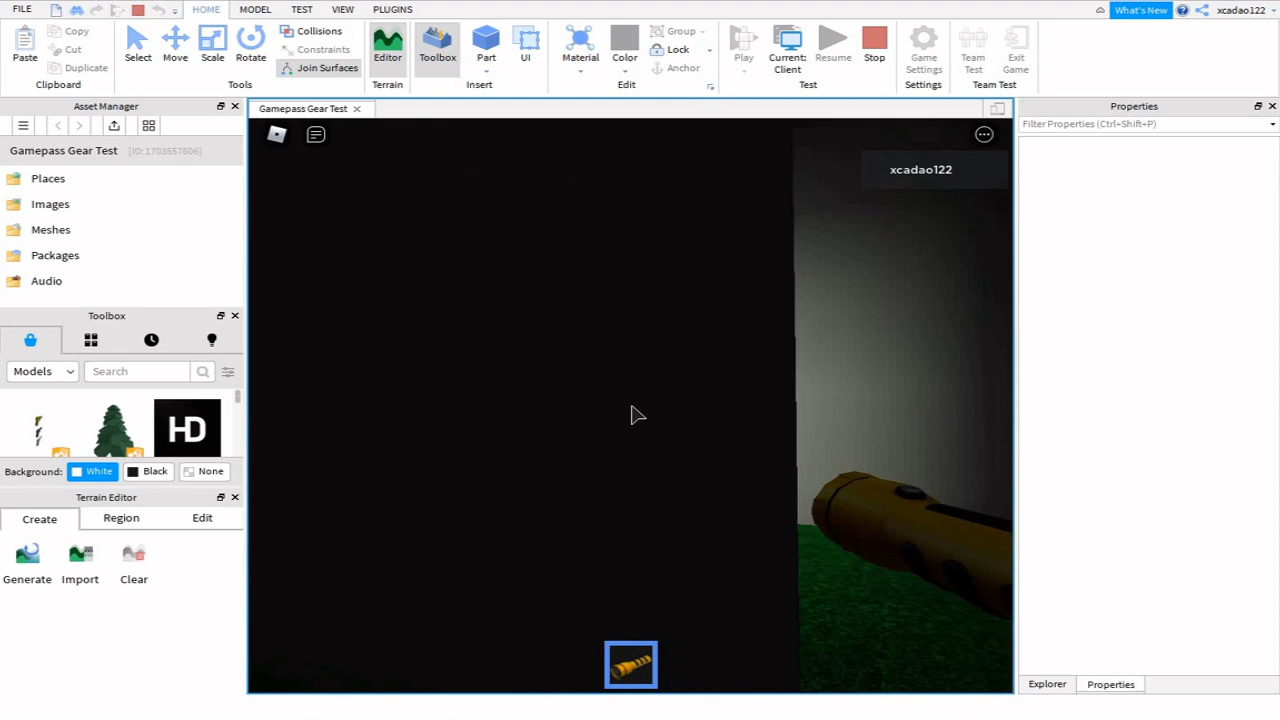 FILE HOME MODEL TEST VIEW PLUGINS What's New xcadao122
Copy Collisions Group
Cut Constraints Lock
Paste Duplicate Select Move Scale Rotate Join Surfaces Editor Toolbox Part UI Material Color Anchor Play Current: Client Resume Stop Game Settings Team Test Exit Game
Clipboard Tools Terrain Insert Edit Test Settings Team Test
Asset Manager
Gamepass Gear Test [ID: 1703557606]
Places
Images
Meshes
Packages
Audio
Toolbox
Models Search
HD
Background: White Black None
Terrain Editor
Create Region Edit
Generate Import Clear
Gamepass Gear Test
xcadao122
Properties
Filter Properties (Ctrl+Shift+P)
Explorer Properties